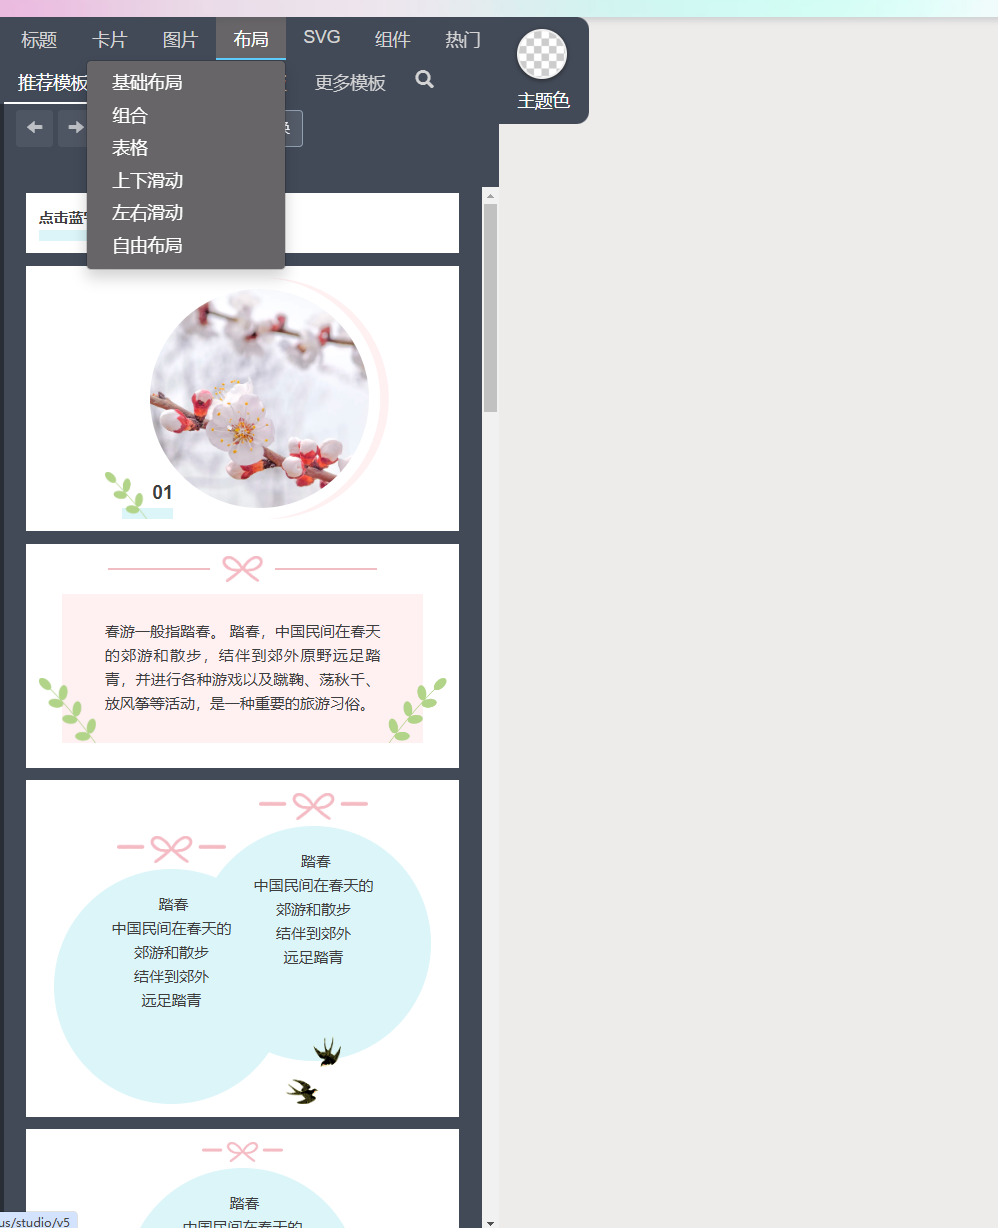 标题 卡片 图片 布局 SVG 组件 热门
主题色
推荐模板 更多模板
基础布局
组合
表格
上下滑动
左右滑动
自由布局
换
点击蓝字
01
春游一般指踏春。 踏春，中国民间在春天
的郊游和散步，结伴到郊外原野远足踏
青，并进行各种游戏以及蹴鞠、荡秋千、
放风筝等活动，是一种重要的旅游习俗。
踏春
中国民间在春天的
郊游和散步
结伴到郊外
远足踏青
踏春
中国民间在春天的
郊游和散步
结伴到郊外
远足踏青
踏春
中国民间在春天的
us/studio/v5